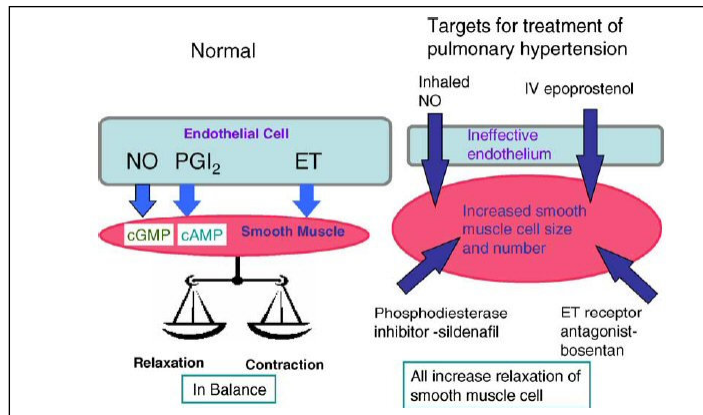 Normal
Endothelial Cell
NO PGI₂ ET
cGMP cAMP Smooth Muscle
Relaxation Contraction
In Balance
Targets for treatment of
pulmonary hypertension
Inhaled
NO
IV epoprostenol
Ineffective
endothelium
Increased smooth
muscle cell size
and number
Phosphodiesterase
inhibitor -sildenafil
ET receptor
antagonist-
bosentan
All increase relaxation of
smooth muscle cell